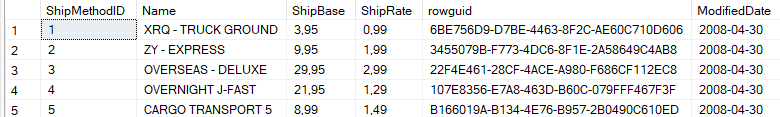 ShipMethodID Name ShipBase ShipRate rowguid ModifiedDate
1 1 XRQ - TRUCK GROUND 3,95 0,99 6BE756D9-D7BE-4463-8F2C-AE60C710D606 2008-04-30
2 2 ZY - EXPRESS 9,95 1,99 3455079B-F773-4DC6-8F1E-2A58649C4AB8 2008-04-30
3 3 OVERSEAS - DELUXE 29,95 2,99 22F4E461-28CF-4ACE-A980-F686CF112EC8 2008-04-30
4 4 OVERNIGHT J-FAST 21,95 1,29 107E8356-E7A8-463D-B60C-079FFF467F3F 2008-04-30
5 5 CARGO TRANSPORT 5 8,99 1,49 B166019A-B134-4E76-B957-2B0490C610ED 2008-04-30